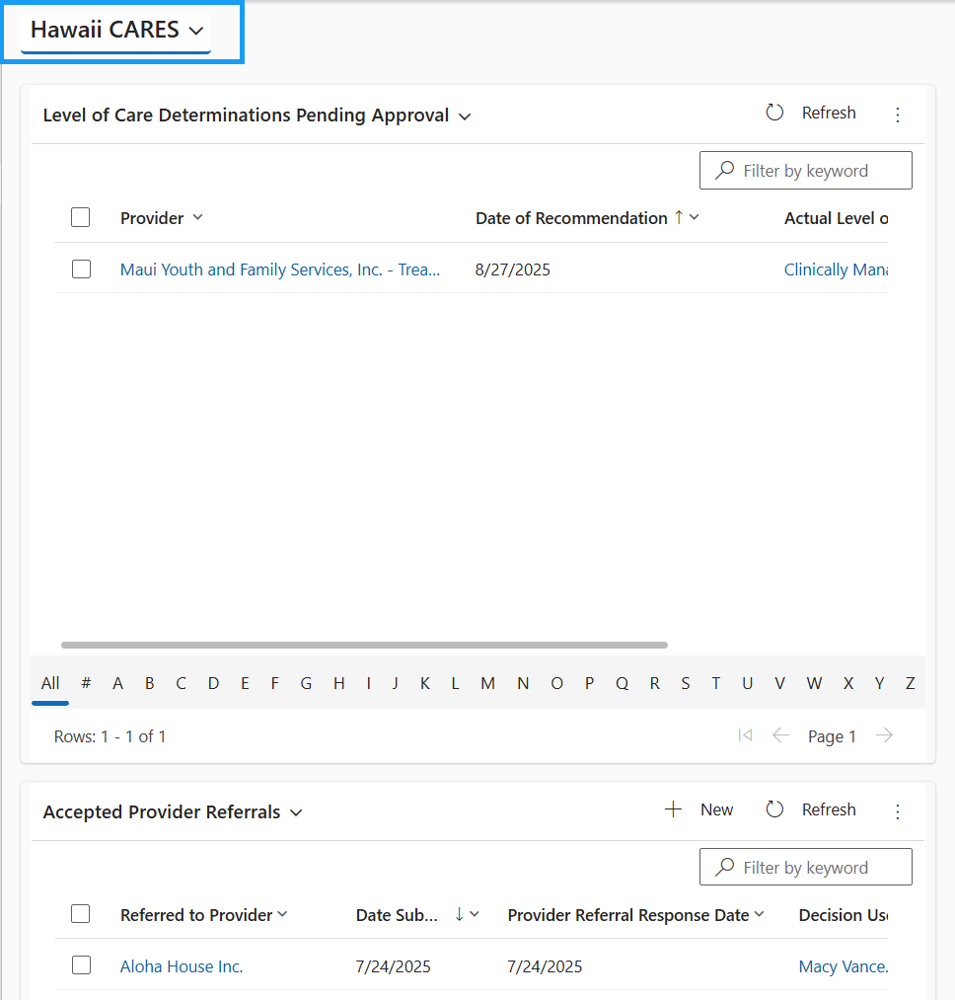 Hawaii CARES
Level of Care Determinations Pending Approval
Refresh
Filter by keyword
Provider Date of Recommendation Actual Level o
Maui Youth and Family Services, Inc. - Trea... 8/27/2025 Clinically Mana
All # A B C D E F G H I J K L M N O P Q R S T U V W X Y Z
Rows: 1 - 1 of 1 Page 1
Accepted Provider Referrals New Refresh
Filter by keyword
Referred to Provider Date Sub... Provider Referral Response Date Decision Use
Aloha House Inc. 7/24/2025 7/24/2025 Macy Vance.